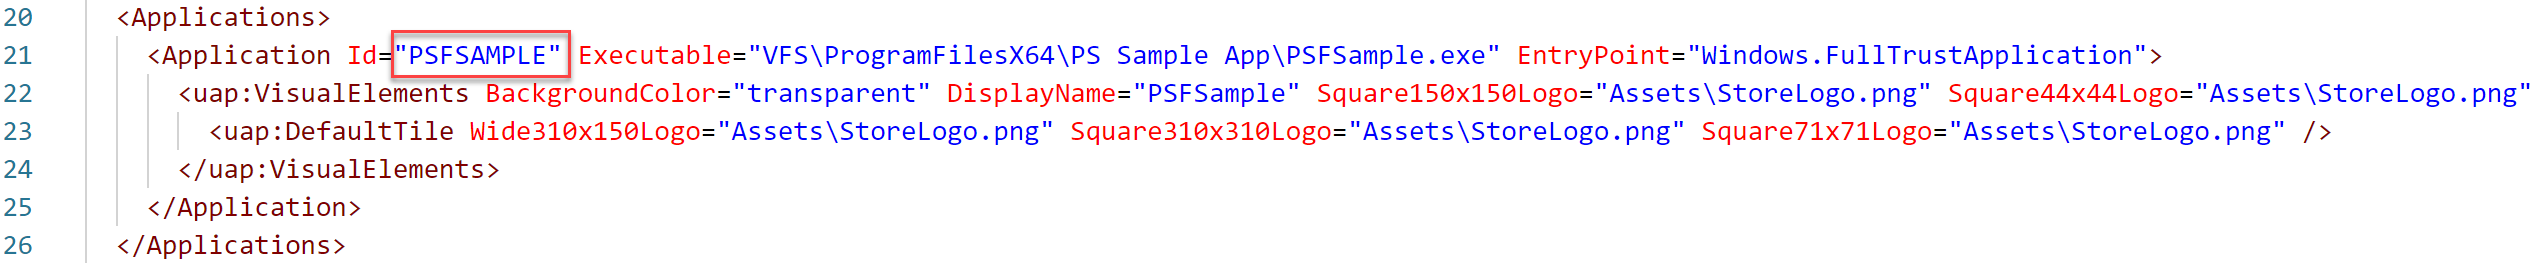 20 <Applications>
21 <Application Id="PSFSAMPLE" Executable="VFS\ProgramFilesX64\PS Sample App\PSFSample.exe" EntryPoint="Windows.FullTrustApplication">
22 <uap:VisualElements BackgroundColor="transparent" DisplayName="PSFSample" Square150x150Logo="Assets\StoreLogo.png" Square44x44Logo="Assets\StoreLogo.png"
23 <uap:DefaultTile Wide310x150Logo="Assets\StoreLogo.png" Square310x310Logo="Assets\StoreLogo.png" Square71x71Logo="Assets\StoreLogo.png" />
24 </uap:VisualElements>
25 </Application>
26 </Applications>